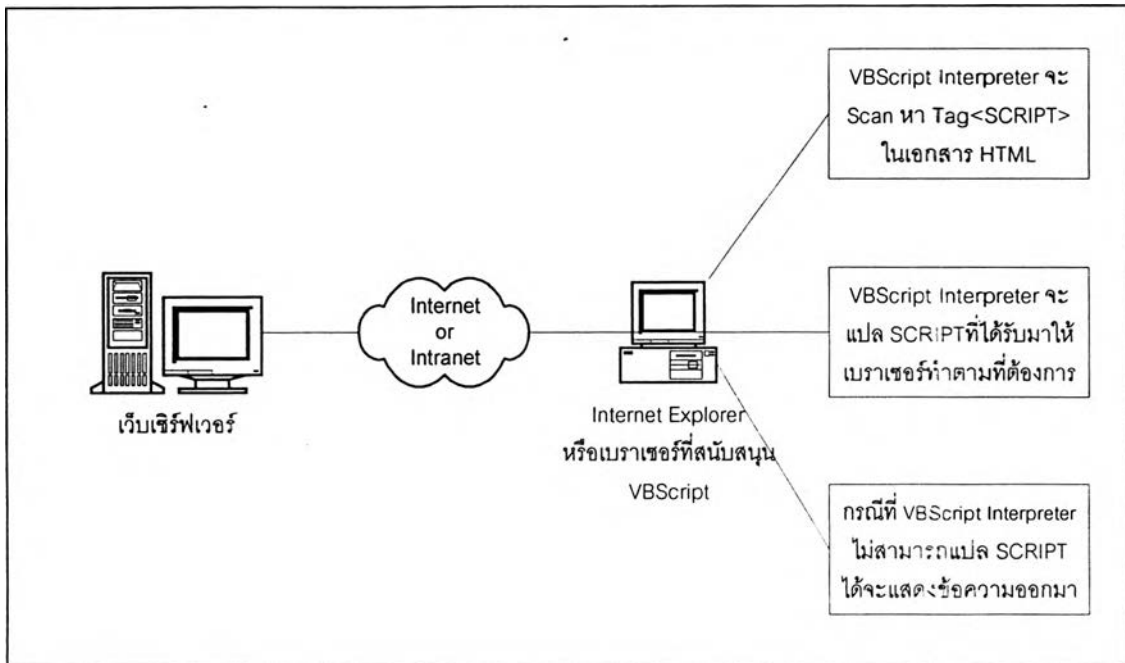 VBScript Interpreter จะ
Scan หา Tag<SCRIPT>
ในเอกสาร HTML
Internet
or
Intranet
VBScript Interpreter จะ
แปล SCRIPTที่ได้รับมาให้
เบราเซอร์ทำตามที่ต้องการ
เว็บเซิร์ฟเวอร์
Internet Explorer
หรือเบราเซอร์ที่สนับสนุน
VBScript
กรณีที่ VBScript Interpreter
ไม่สามารถแปล SCRIPT
ได้จะแสดงข้อความออกมา